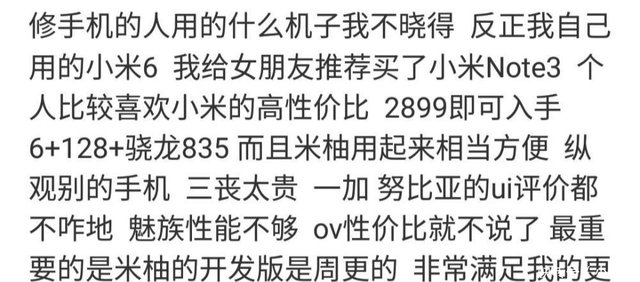 修手机的人用的什么机子我不晓得 反正我自己
用的小米6 我给女朋友推荐买了小米Note3 个
人比较喜欢小米的高性价比 2899即可入手
6+128+骁龙835 而且米柚用起来相当方便 纵
观别的手机 三丧太贵 一加 努比亚的ui评价都
不咋地 魅族性能不够 ov性价比就不说了 最重
要的是米柚的开发版是周更的 非常满足我的更